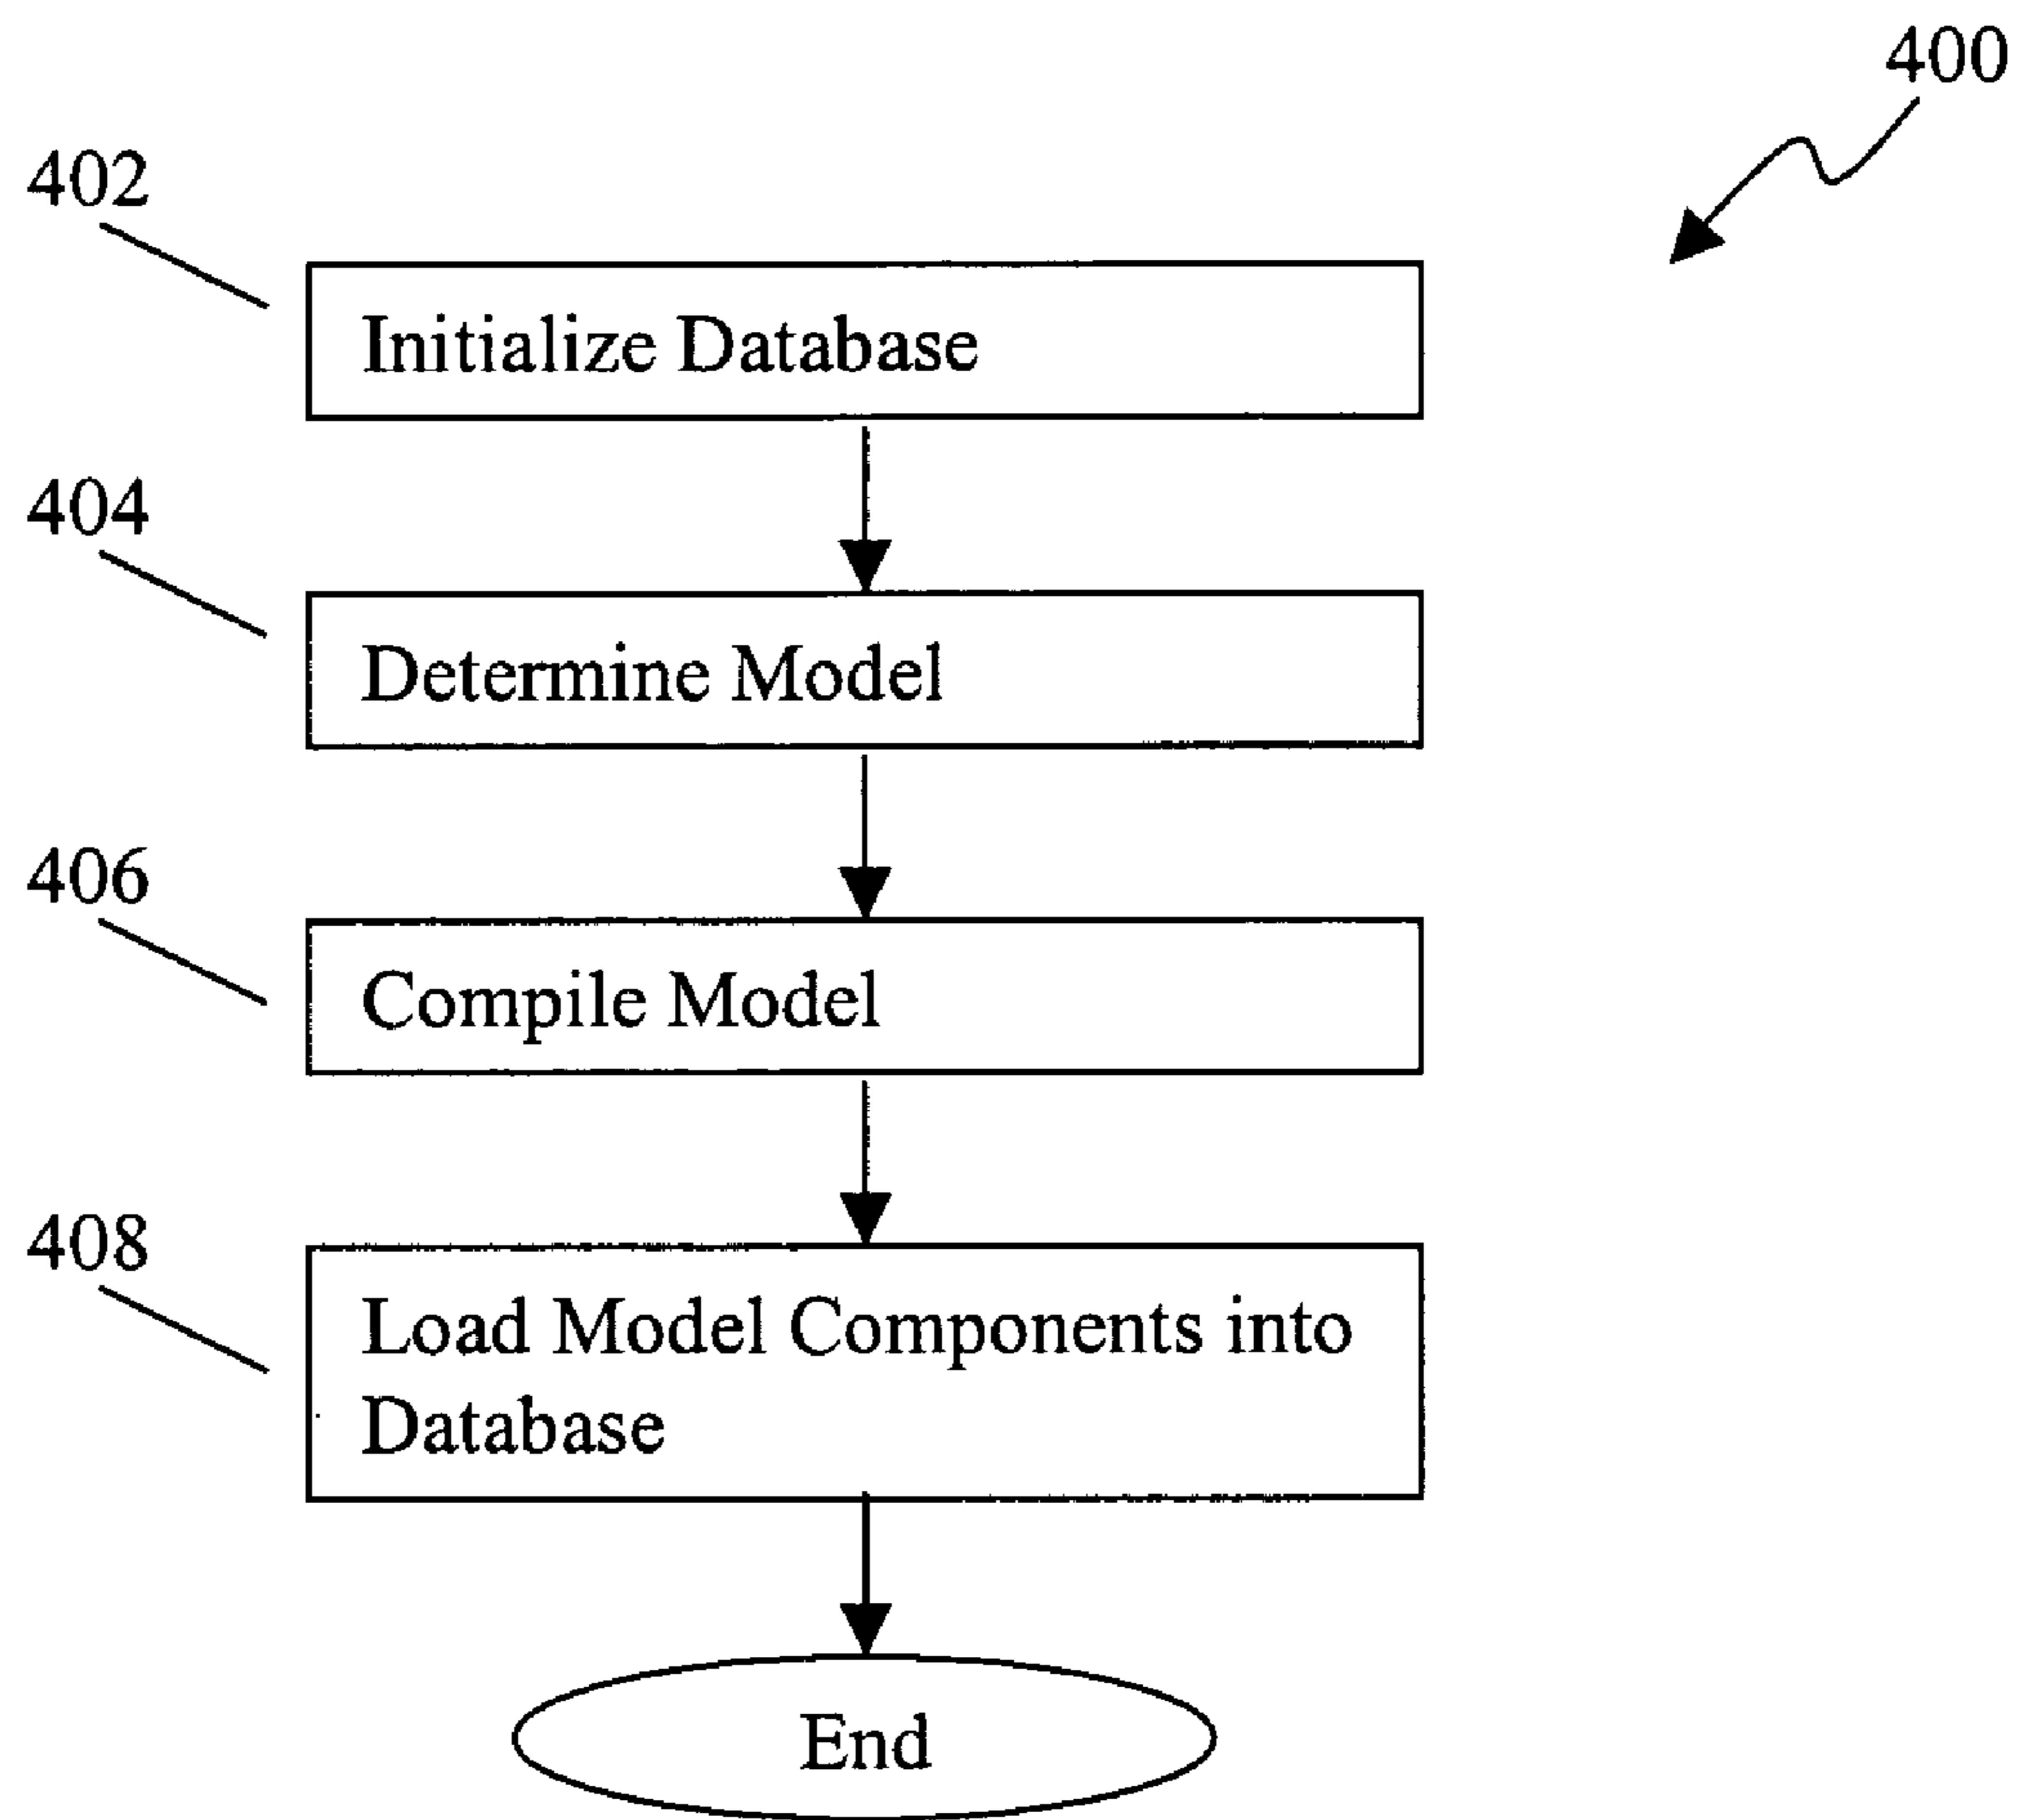 400
402
Initialize Database
404
Determine Model
406
Compile Model
408
Load Model Components into
Database
End